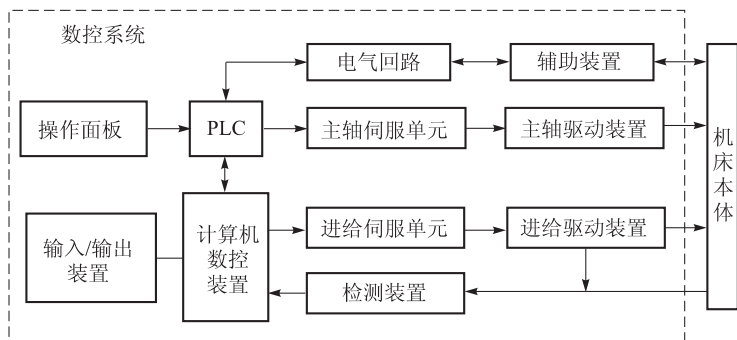 数控系统
电气回路
辅助装置
操作面板
PLC
主轴伺服单元
主轴驱动装置
机
床
本
体
输入/输出
装置
计算机
数控
装置
进给伺服单元
进给驱动装置
检测装置